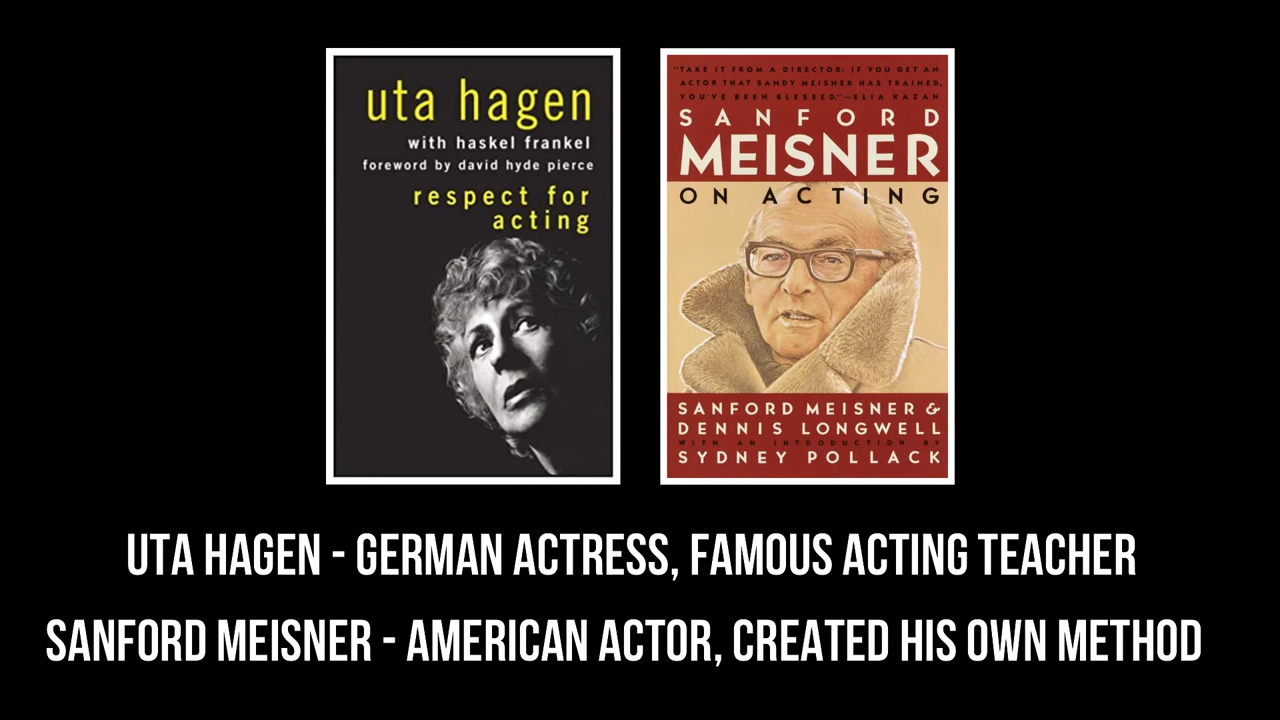 uta hagen
with haskel frankel
foreword by david hyde pierce
respect for
acting
"TAKE IT FROM A DIRECTOR: IF YOU GET AN
ACTOR THAT SANDY MEISNER HAS TRAINED,
YOU'VE BEEN BLESSED."—ELIA KAZAN
SANFORD
MEISNER
ON ACTING
SANFORD MEISNER &
DENNIS LONGWELL
WITH AN INTRODUCTION BY
SYDNEY POLLACK
UTA HAGEN - GERMAN ACTRESS, FAMOUS ACTING TEACHER
SANFORD MEISNER - AMERICAN ACTOR, CREATED HIS OWN METHOD